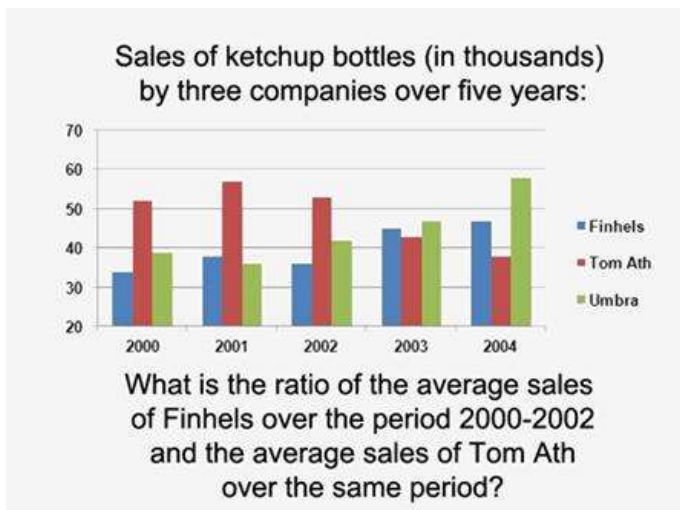 Sales of ketchup bottles (in thousands)
by three companies over five years:
70
60
50
40
30
20
2000 2001 2002 2003 2004
Finhels
Tom Ath
Umbra
What is the ratio of the average sales
of Finhels over the period 2000-2002
and the average sales of Tom Ath
over the same period?